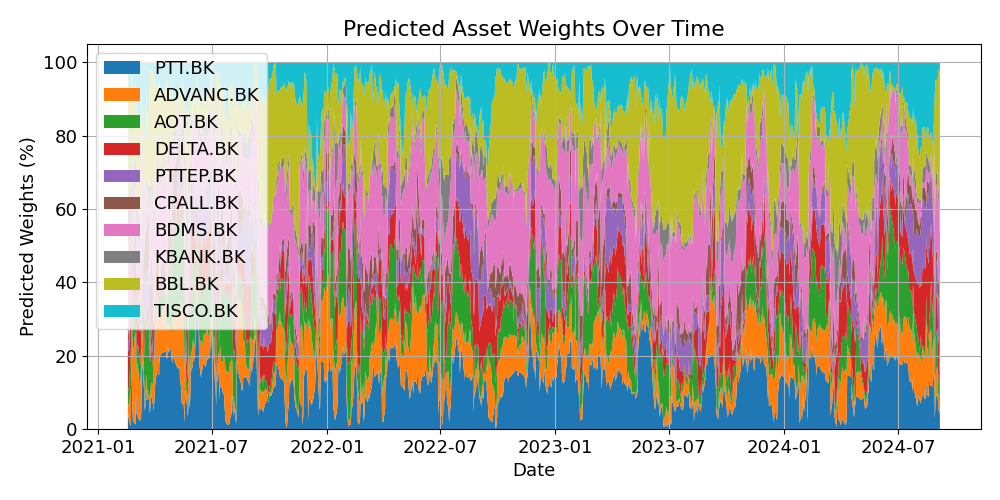 Predicted Asset Weights Over Time
Predicted Weights (%)
100
80
60
40
20
0
PTT.BK
ADVANC.BK
AOT.BK
DELTA.BK
PTTEP.BK
CPALL.BK
BDMS.BK
KBANK.BK
BBL.BK
TISCO.BK
2021-01 2021-07 2022-01 2022-07 2023-01 2023-07 2024-01 2024-07
Date